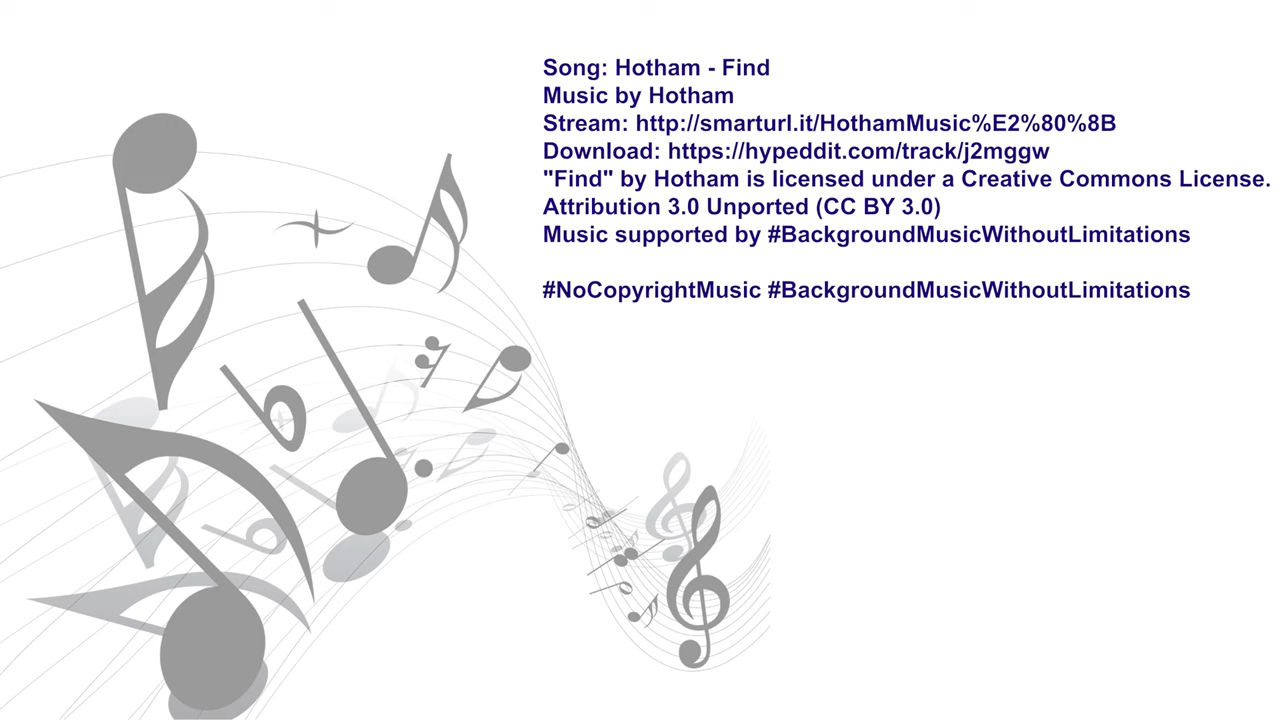 Song: Hotham - Find
Music by Hotham
Stream: http://smarturl.it/HothamMusic%E2%80%8B
Download: https://hypeddit.com/track/j2mggw
"Find" by Hotham is licensed under a Creative Commons License.
Attribution 3.0 Unported (CC BY 3.0)
Music supported by #BackgroundMusicWithoutLimitations
#NoCopyrightMusic #BackgroundMusicWithoutLimitations